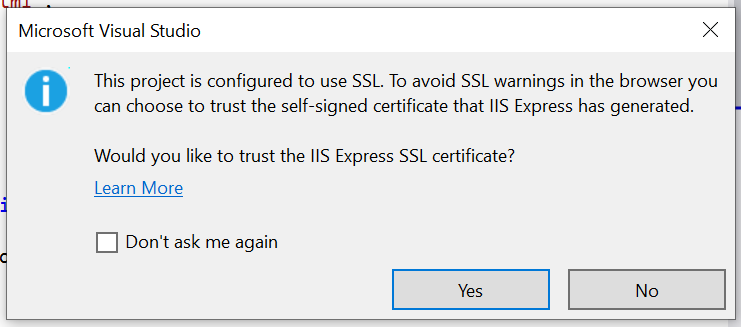 tml .
Microsoft Visual Studio
This project is configured to use SSL. To avoid SSL warnings in the browser you
can choose to trust the self-signed certificate that IIS Express has generated.
Would you like to trust the IIS Express SSL certificate?
Learn More
i
Don't ask me again
Yes
No